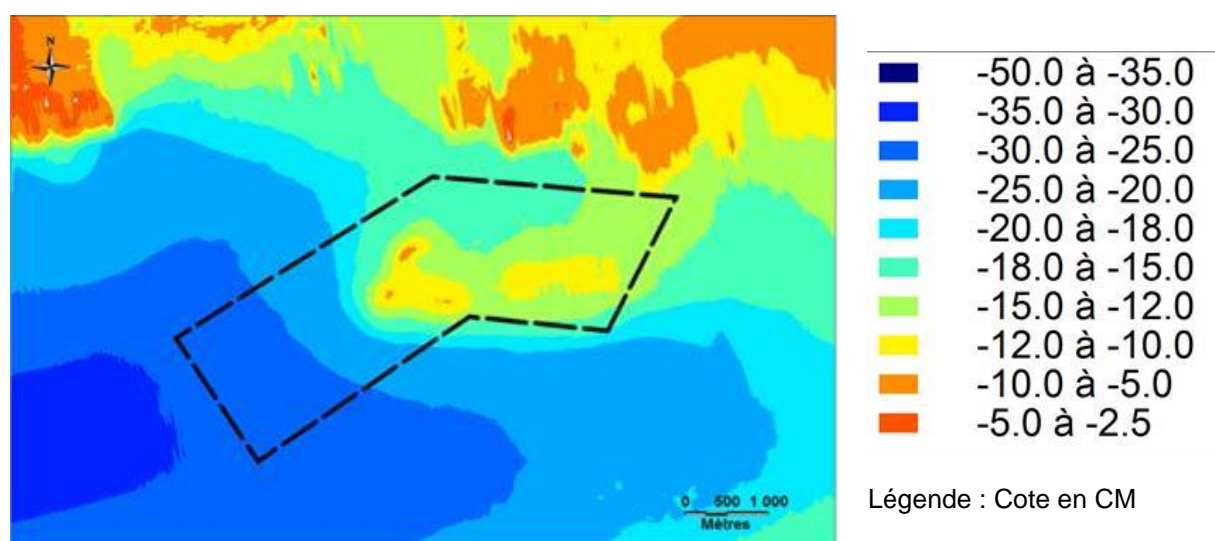 N
-50.0 à -35.0
-35.0 à -30.0
-30.0 à -25.0
-25.0 à -20.0
-20.0 à -18.0
-18.0 à -15.0
-15.0 à -12.0
-12.0 à -10.0
-10.0 à -5.0
-5.0 à -2.5
0 500 1 000
Mètres
Légende : Cote en CM